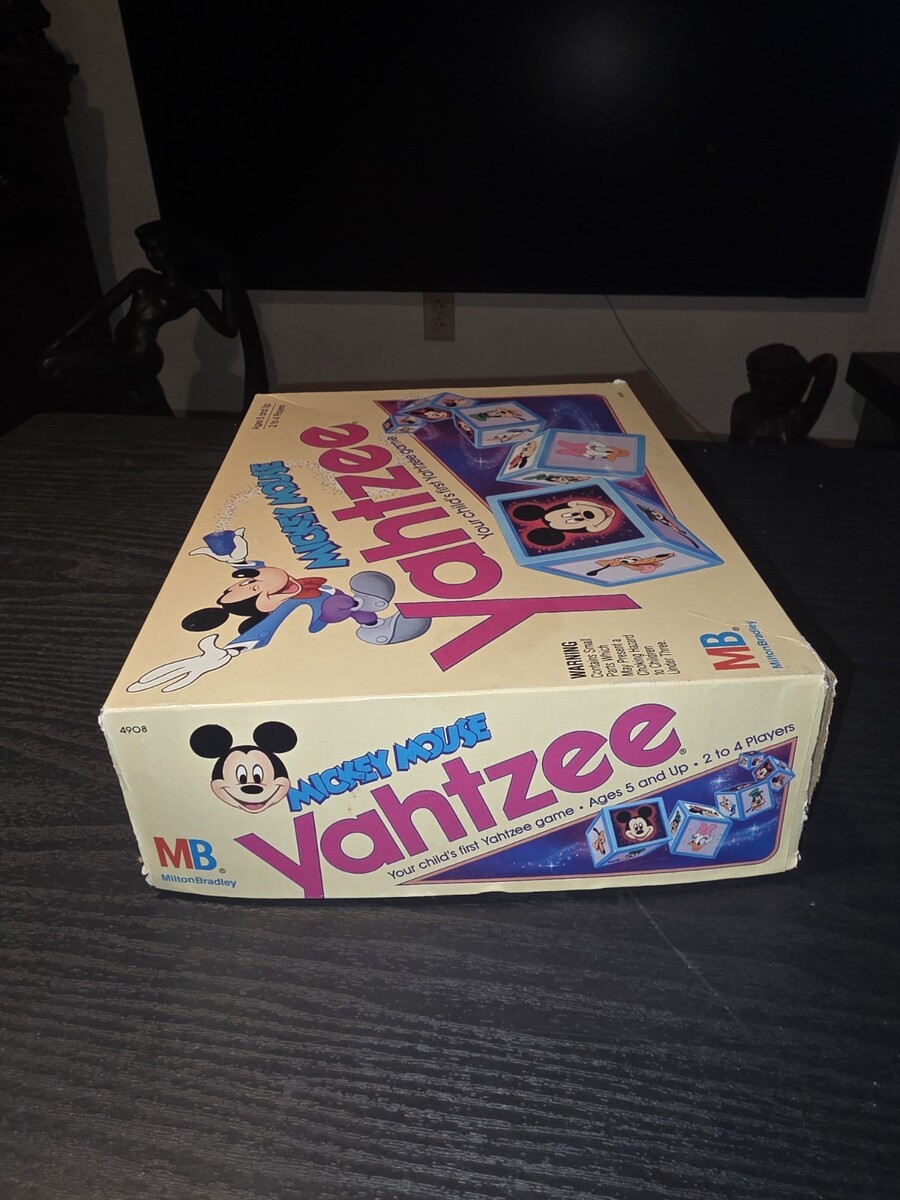 Ages 5 and Up
2 to 4 Players
MICKEY MOUSE
Yahtzee
Your child's first Yahtzee game
WARNING
Contains Small
Parts Which
May Present a
Choking Hazard
to Children
Under Three.
MB®
Milton Bradley
4908
MICKEY MOUSE
Yahtzee®
Your child's first Yahtzee game • Ages 5 and Up • 2 to 4 Players
MB®
Milton Bradley